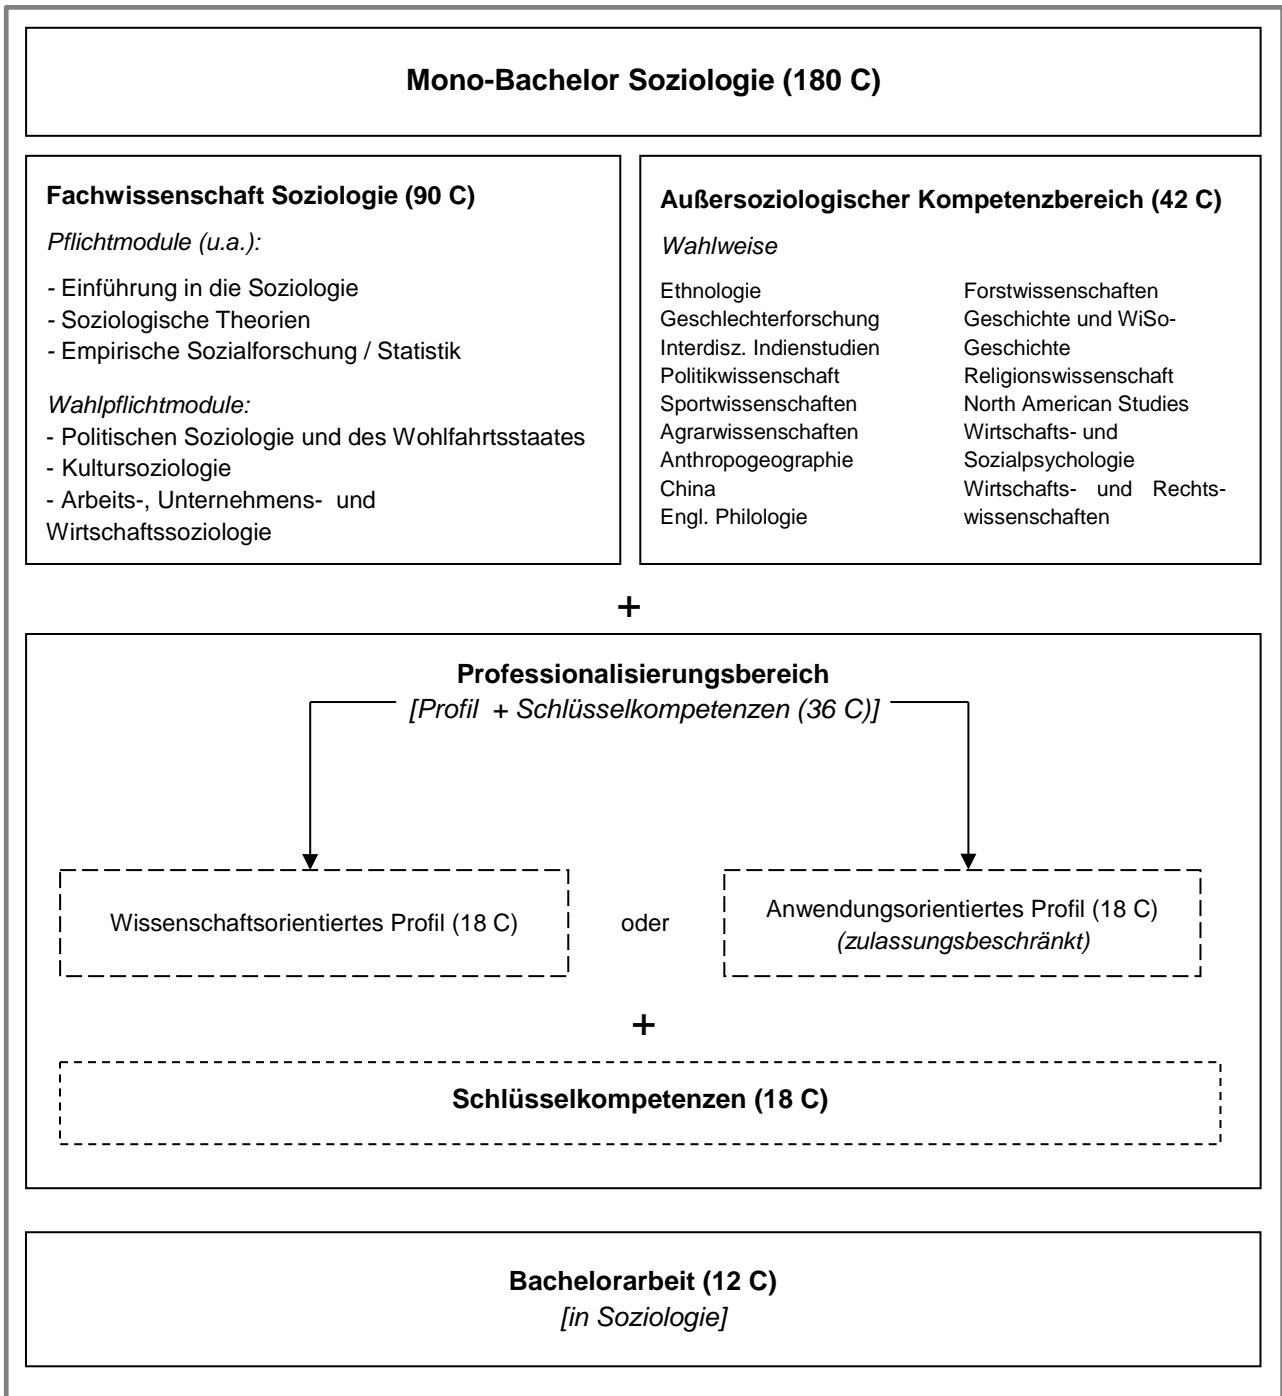 Mono-Bachelor Soziologie (180 C)
Fachwissenschaft Soziologie (90 C)
Pflichtmodule (u.a.):
- Einführung in die Soziologie
- Soziologische Theorien
- Empirische Sozialforschung / Statistik
Wahlpflichtmodule:
- Politischen Soziologie und des Wohlfahrtsstaates
- Kultursoziologie
- Arbeits-, Unternehmens- und
Wirtschaftssoziologie
Außersoziologischer Kompetenzbereich (42 C)
Wahlweise
Ethnologie
Geschlechterforschung
Interdisz. Indienstudien
Politikwissenschaft
Sportwissenschaften
Agrarwissenschaften
Anthropogeographie
China
Engl. Philologie
Forstwissenschaften
Geschichte und WiSo-
Geschichte
Religionswissenschaft
North American Studies
Wirtschafts- und
Sozialpsychologie
Wirtschafts- und Rechts-
wissenschaften
+
Professionalisierungsbereich
[Profil + Schlüsselkompetenzen (36 C)]
Wissenschaftsorientiertes Profil (18 C)
oder
Anwendungsorientiertes Profil (18 C)
(zulassungsbeschränkt)
+
Schlüsselkompetenzen (18 C)
Bachelorarbeit (12 C)
[in Soziologie]